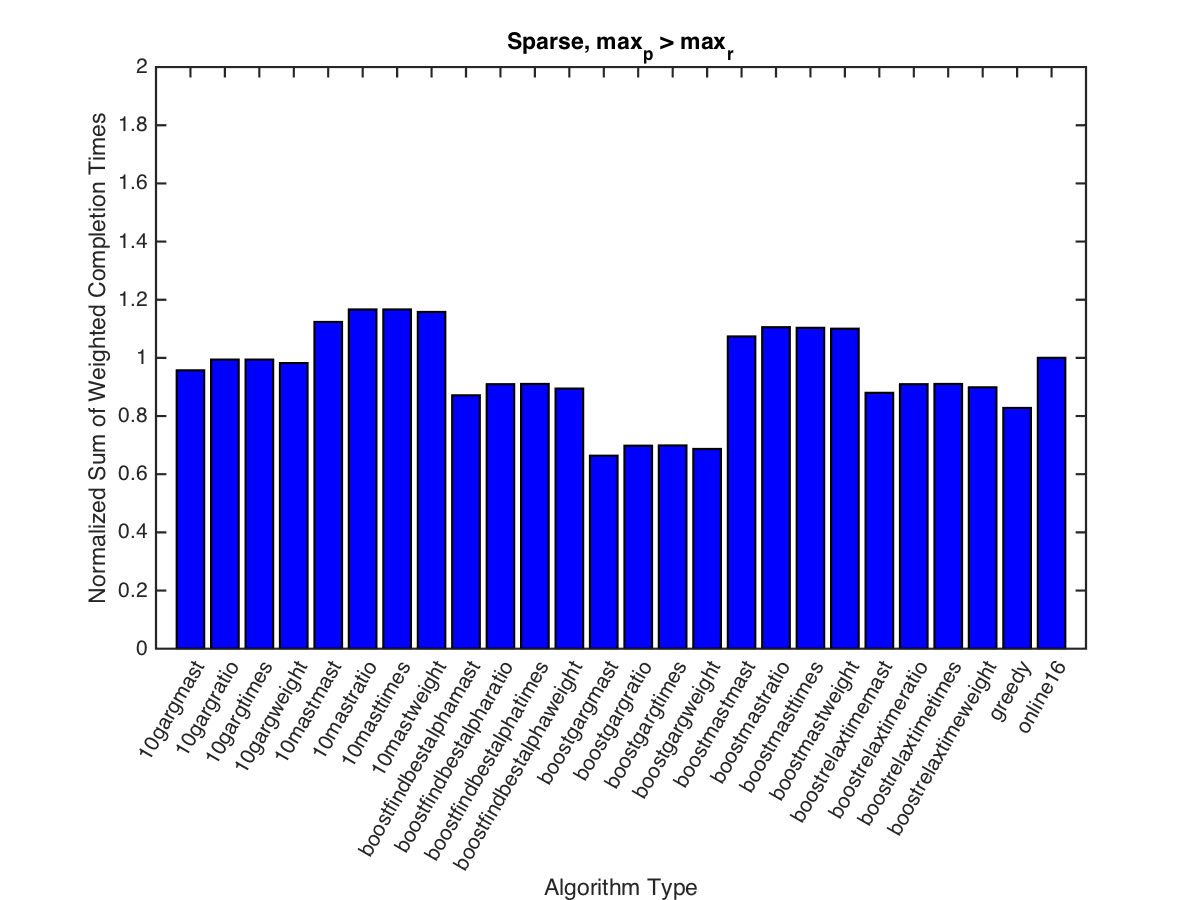 Sparse, maxp > maxr
Normalized Sum of Weighted Completion Times
2
1.8
1.6
1.4
1.2
1
0.8
0.6
0.4
0.2
0
10gargmast
10gargratio
10gargtimes
10gargweight
10mastmast
10mastratio
10masttimes
10mastweight
boostfindbestalphamast
boostfindbestalpharatio
boostfindbestalphatimes
boostfindbestalphaweight
boostgargmast
boostgargratio
boostgargtimes
boostgargweight
boostmastmast
boostmastratio
boostmasttimes
boostmastweight
boostrelaxtimemast
boostrelaxtimeratio
boostrelaxtimetimes
boostrelaxtimeweight
greedy
online16
Algorithm Type